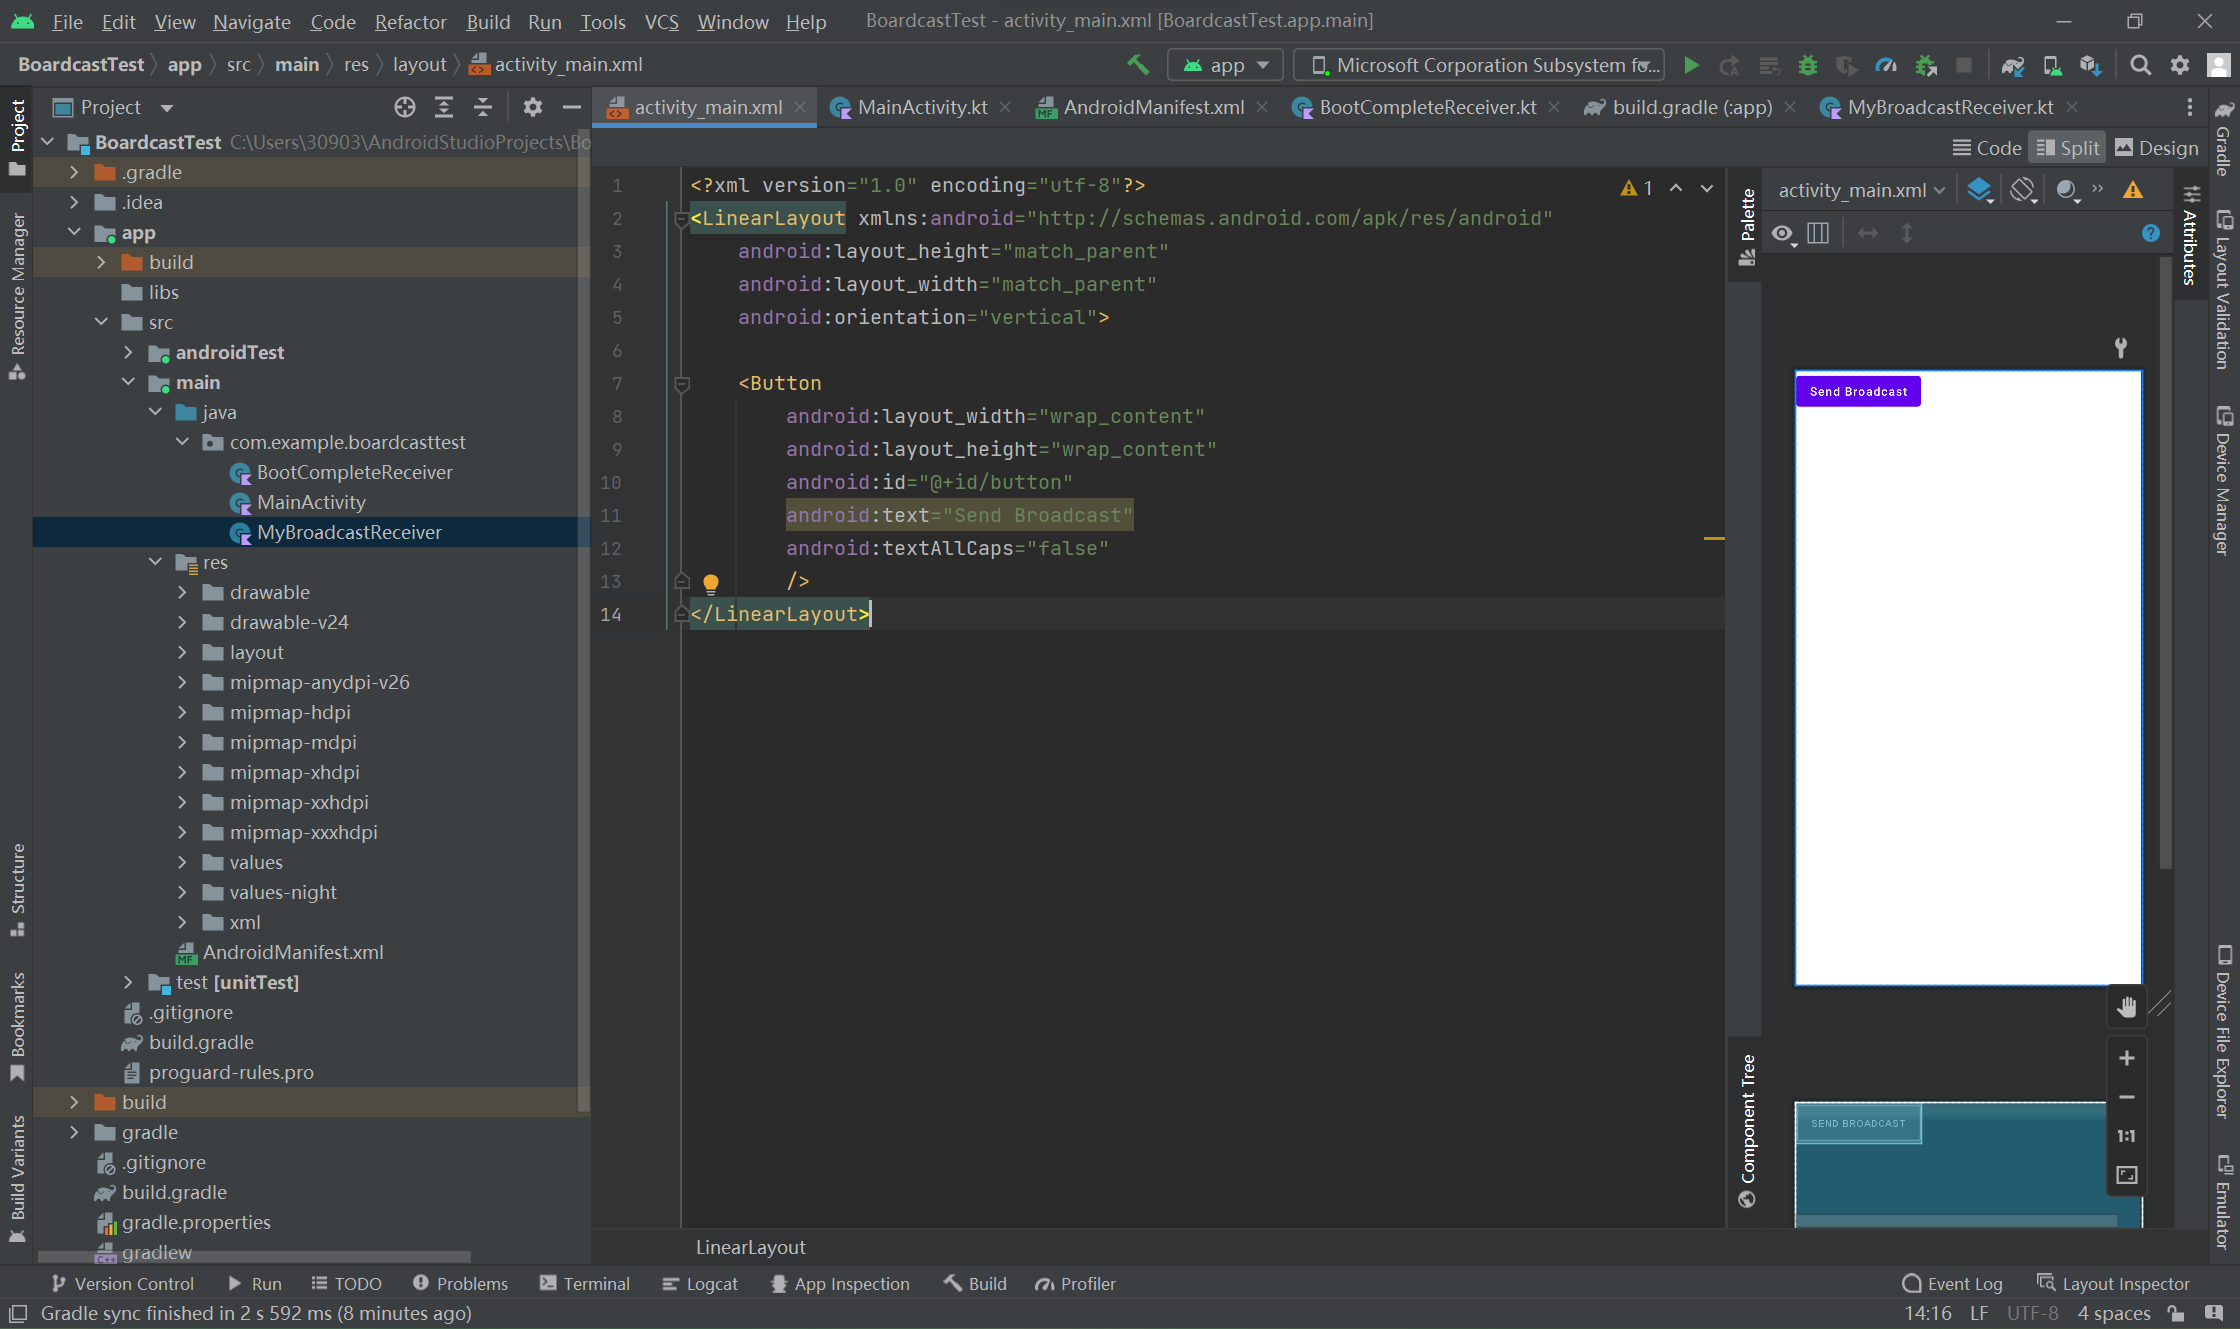 File Edit View Navigate Code Refactor Build Run Tools VCS Window Help BoardcastTest - activity_main.xml [BoardcastTest.app.main]
BoardcastTest app src main res layout activity_main.xml
app
Microsoft Corporation Subsystem fo...
Project
activity_main.xml
MainActivity.kt
AndroidManifest.xml
BootCompleteReceiver.kt
build.gradle (:app)
MyBroadcastReceiver.kt
Code Split Design
Project
Resource Manager
Structure
Bookmarks
Build Variants
BoardcastTest C:\Users\30903\AndroidStudioProjects\Bo
.gradle
.idea
app
build
libs
src
androidTest
main
java
com.example.boardcasttest
BootCompleteReceiver
MainActivity
MyBroadcastReceiver
res
drawable
drawable-v24
layout
mipmap-anydpi-v26
mipmap-hdpi
mipmap-mdpi
mipmap-xhdpi
mipmap-xxhdpi
mipmap-xxxhdpi
values
values-night
xml
AndroidManifest.xml
test [unitTest]
.gitignore
build.gradle
proguard-rules.pro
build
gradle
.gitignore
build.gradle
gradle.properties
gradlew
1 <?xml version="1.0" encoding="utf-8"?>
2 <LinearLayout xmlns:android="http://schemas.android.com/apk/res/android"
3 android:layout_height="match_parent"
4 android:layout_width="match_parent"
5 android:orientation="vertical">
6
7 <Button
8 android:layout_width="wrap_content"
9 android:layout_height="wrap_content"
10 android:id="@+id/button"
11 android:text="Send Broadcast"
12 android:textAllCaps="false"
13 />
14 </LinearLayout>
1
LinearLayout
Palette
Component Tree
activity_main.xml
Send Broadcast
SEND BROADCAST
1:1
Attributes
Gradle
Layout Validation
Device Manager
Device File Explorer
Emulator
Version Control Run TODO Problems Terminal Logcat App Inspection Build Profiler Event Log Layout Inspector
Gradle sync finished in 2 s 592 ms (8 minutes ago) 14:16 LF UTF-8 4 spaces